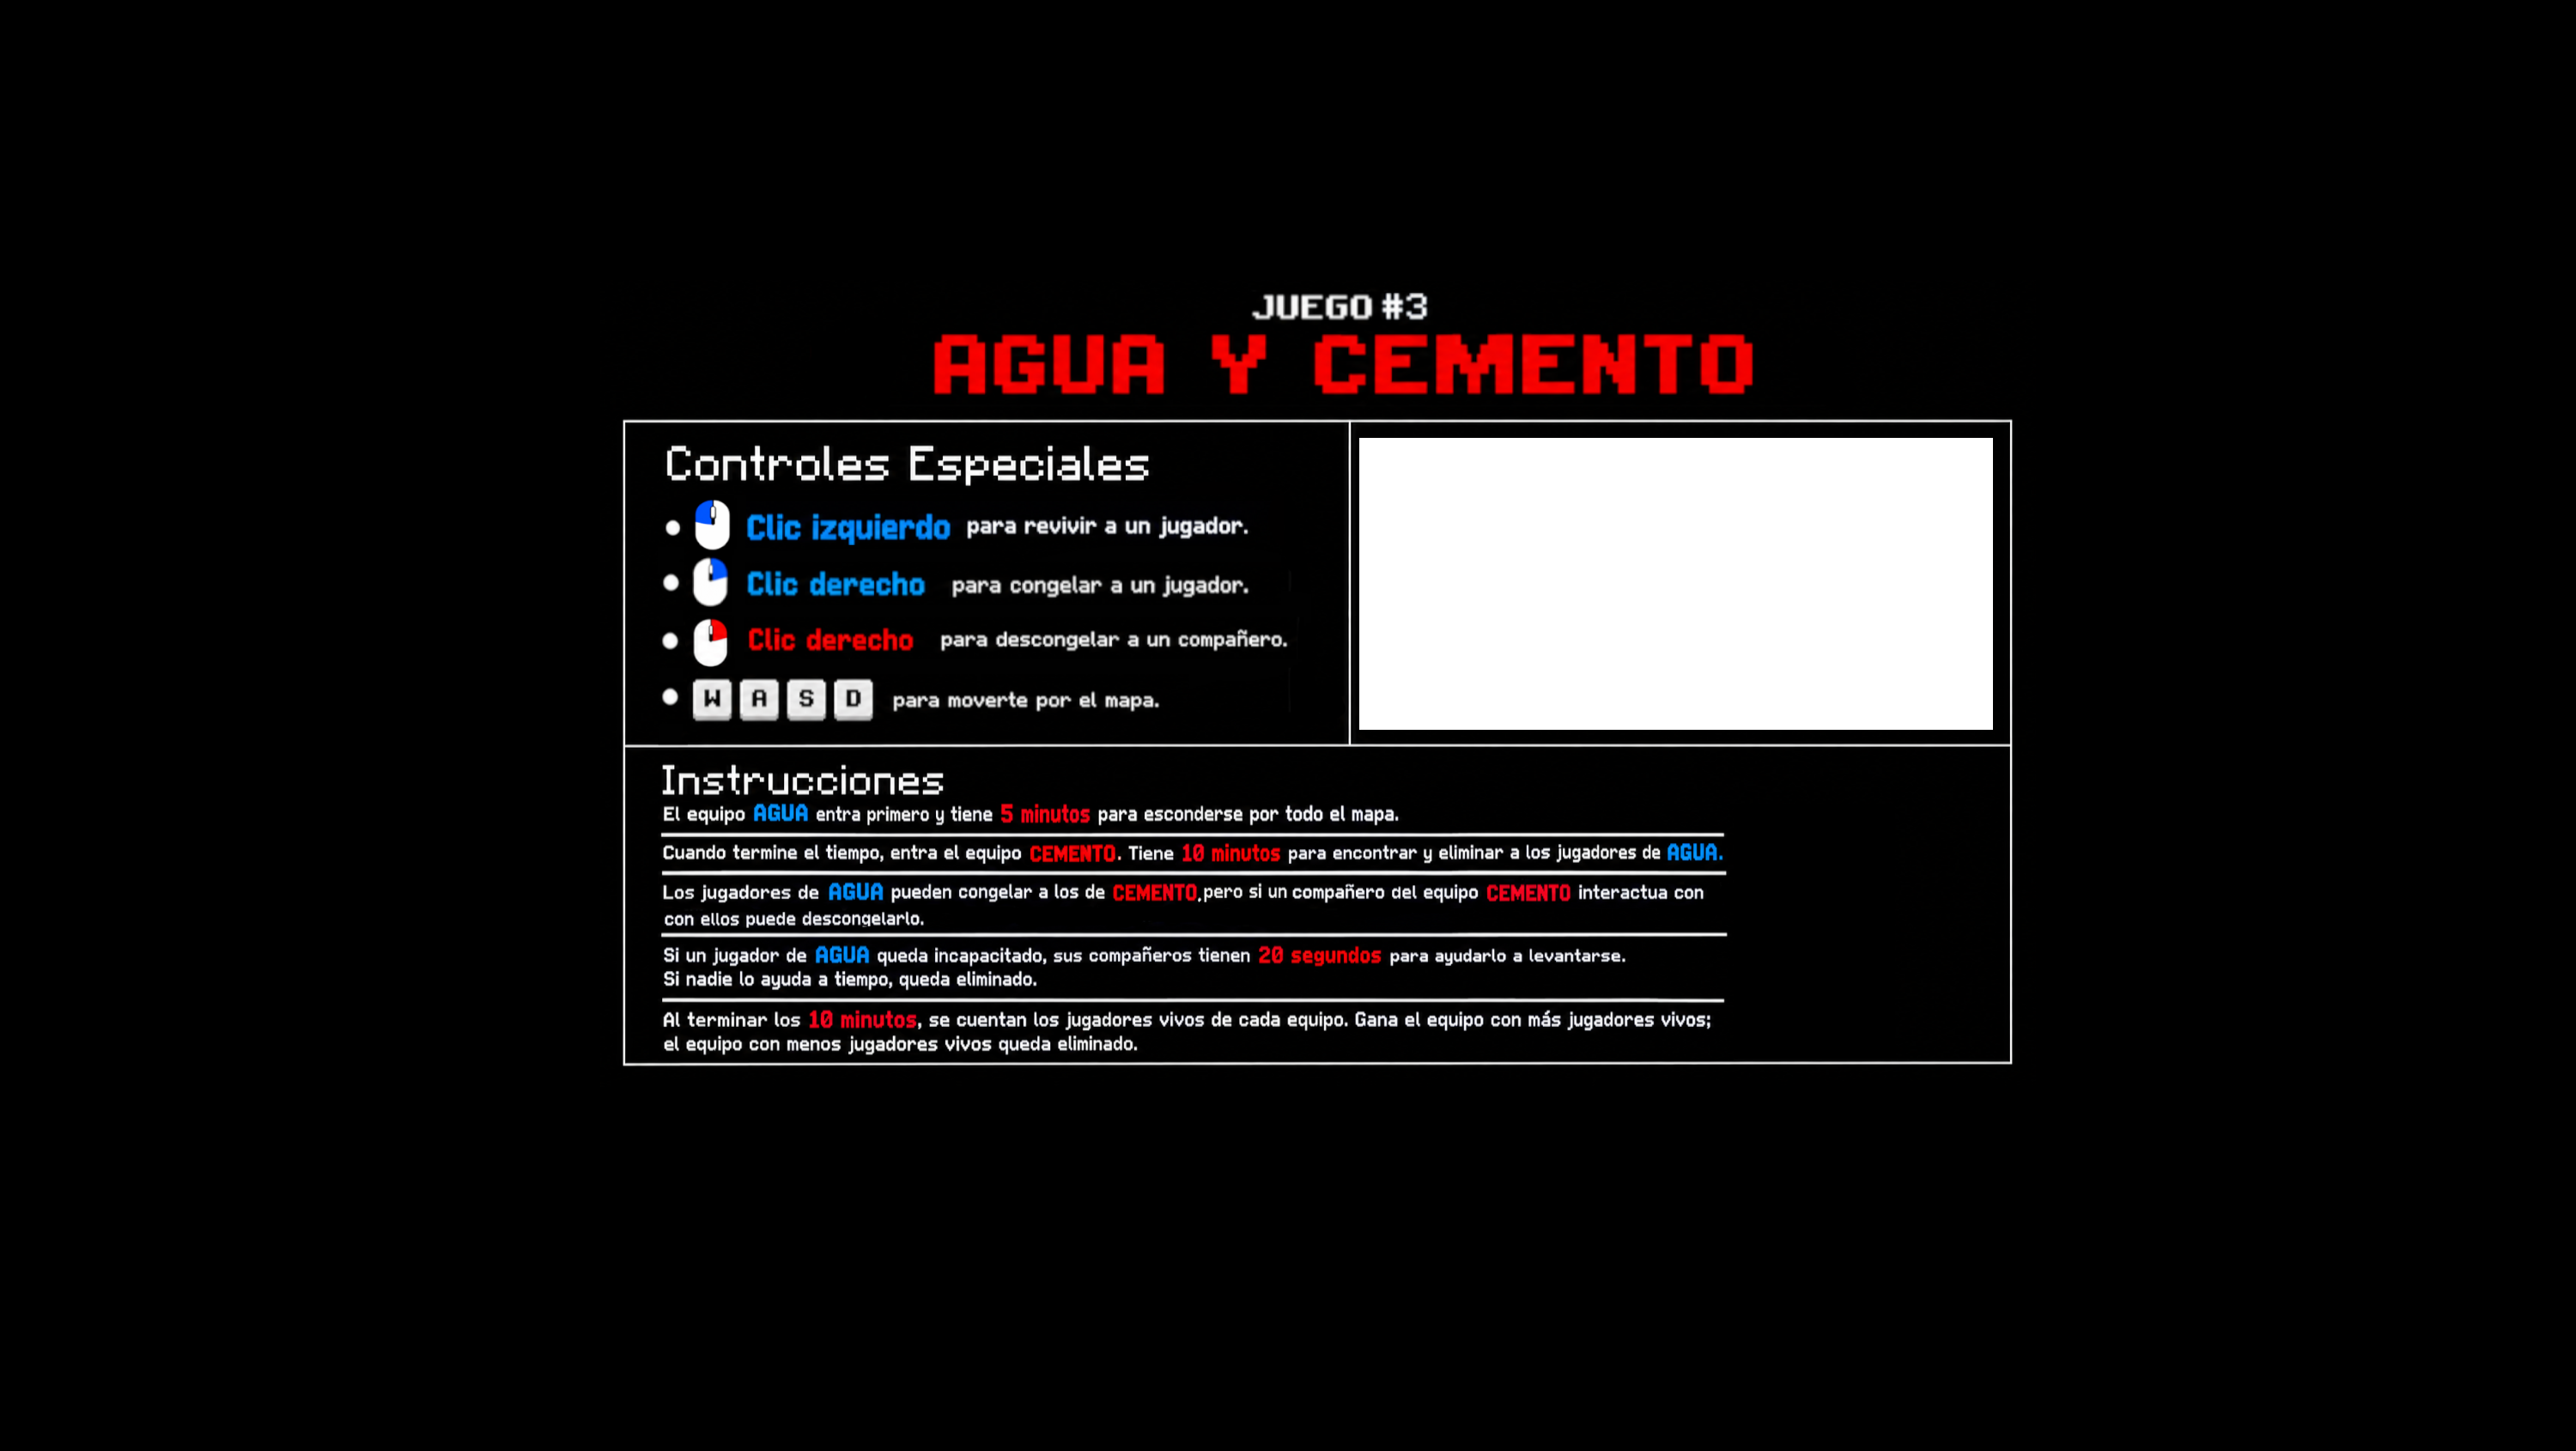 JUEGO #3
AGUA Y CEMENTO
Controles Especiales
Clic izquierdo para revivir a un jugador.
Clic derecho para congelar a un jugador.
Clic derecho para descongelar a un compañero.
W A S D para moverte por el mapa.
Instrucciones
El equipo AGUA entra primero y tiene 5 minutos para esconderse por todo el mapa.
Cuando termine el tiempo, entra el equipo CEMENTO. Tiene 10 minutos para encontrar y eliminar a los jugadores de AGUA.
Los jugadores de AGUA pueden congelar a los de CEMENTO,pero si un compañero del equipo CEMENTO interactua con
con ellos puede descongelarlo.
Si un jugador de AGUA queda incapacitado, sus compañeros tienen 20 segundos para ayudarlo a levantarse.
Si nadie lo ayuda a tiempo, queda eliminado.
Al terminar los 10 minutos, se cuentan los jugadores vivos de cada equipo. Gana el equipo con más jugadores vivos;
el equipo con menos jugadores vivos queda eliminado.